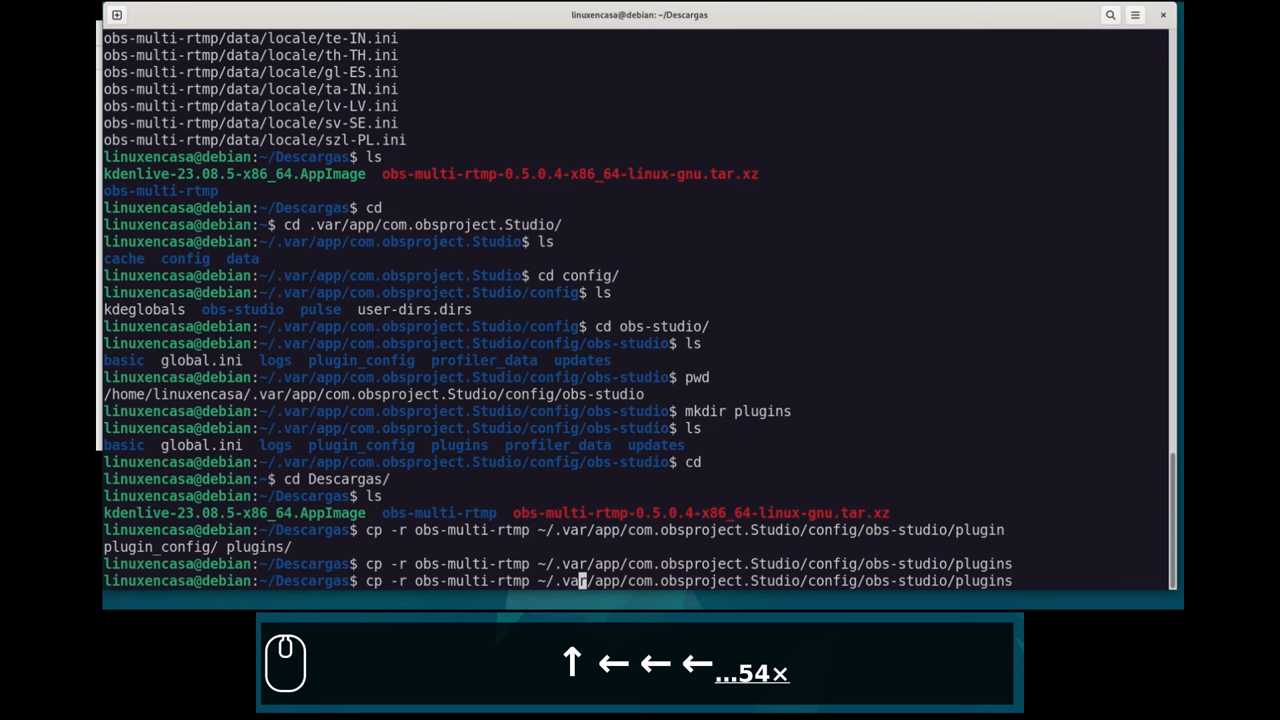 linuxencasa@debian: ~/Descargas
obs-multi-rtmp/data/locale/te-IN.ini
obs-multi-rtmp/data/locale/th-TH.ini
obs-multi-rtmp/data/locale/gl-ES.ini
obs-multi-rtmp/data/locale/ta-IN.ini
obs-multi-rtmp/data/locale/lv-LV.ini
obs-multi-rtmp/data/locale/sv-SE.ini
obs-multi-rtmp/data/locale/szl-PL.ini
linuxencasa@debian:~/Descargas$ ls
kdenlive-23.08.5-x86_64.AppImage  obs-multi-rtmp-0.5.0.4-x86_64-linux-gnu.tar.xz
obs-multi-rtmp
linuxencasa@debian:~/Descargas$ cd
linuxencasa@debian:~$ cd .var/app/com.obsproject.Studio/
linuxencasa@debian:~/.var/app/com.obsproject.Studio$ ls
cache  config  data
linuxencasa@debian:~/.var/app/com.obsproject.Studio$ cd config/
linuxencasa@debian:~/.var/app/com.obsproject.Studio/config$ ls
kdeglobals  obs-studio  pulse  user-dirs.dirs
linuxencasa@debian:~/.var/app/com.obsproject.Studio/config$ cd obs-studio/
linuxencasa@debian:~/.var/app/com.obsproject.Studio/config/obs-studio$ ls
basic  global.ini  logs  plugin_config  profiler_data  updates
linuxencasa@debian:~/.var/app/com.obsproject.Studio/config/obs-studio$ pwd
/home/linuxencasa/.var/app/com.obsproject.Studio/config/obs-studio
linuxencasa@debian:~/.var/app/com.obsproject.Studio/config/obs-studio$ mkdir plugins
linuxencasa@debian:~/.var/app/com.obsproject.Studio/config/obs-studio$ ls
basic  global.ini  logs  plugin_config  plugins  profiler_data  updates
linuxencasa@debian:~/.var/app/com.obsproject.Studio/config/obs-studio$ cd
linuxencasa@debian:~$ cd Descargas/
linuxencasa@debian:~/Descargas$ ls
kdenlive-23.08.5-x86_64.AppImage  obs-multi-rtmp  obs-multi-rtmp-0.5.0.4-x86_64-linux-gnu.tar.xz
linuxencasa@debian:~/Descargas$ cp -r obs-multi-rtmp ~/.var/app/com.obsproject.Studio/config/obs-studio/plugin
plugin_config/ plugins/
linuxencasa@debian:~/Descargas$ cp -r obs-multi-rtmp ~/.var/app/com.obsproject.Studio/config/obs-studio/plugins
linuxencasa@debian:~/Descargas$ cp -r obs-multi-rtmp ~/.var/app/com.obsproject.Studio/config/obs-studio/plugins
↑ ← ← ←...54×